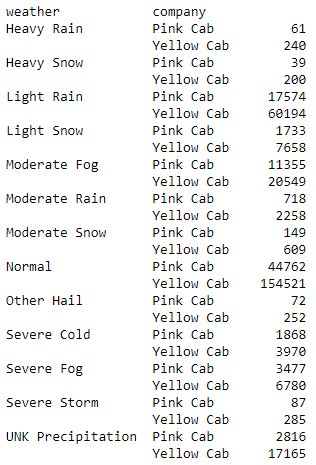 weather company
Heavy Rain Pink Cab 61
Yellow Cab 240
Heavy Snow Pink Cab 39
Yellow Cab 200
Light Rain Pink Cab 17574
Yellow Cab 60194
Light Snow Pink Cab 1733
Yellow Cab 7658
Moderate Fog Pink Cab 11355
Yellow Cab 20549
Moderate Rain Pink Cab 718
Yellow Cab 2258
Moderate Snow Pink Cab 149
Yellow Cab 609
Normal Pink Cab 44762
Yellow Cab 154521
Other Hail Pink Cab 72
Yellow Cab 252
Severe Cold Pink Cab 1868
Yellow Cab 3970
Severe Fog Pink Cab 3477
Yellow Cab 6780
Severe Storm Pink Cab 87
Yellow Cab 285
UNK Precipitation Pink Cab 2816
Yellow Cab 17165